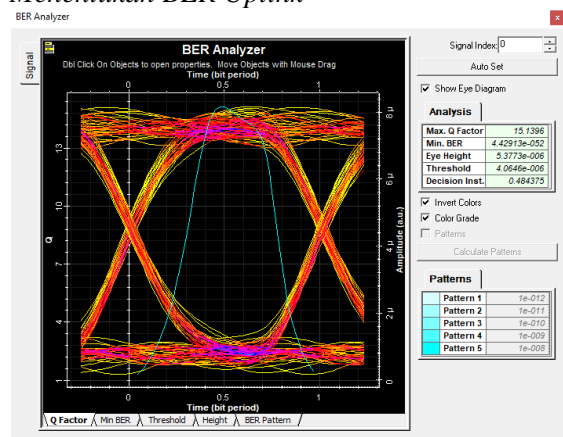 Menentukan BER Uplink
BER Analyzer
x
Signal
BER Analyzer
Dbl Click On Objects to open properties. Move Objects with Mouse Drag
Time (bit period)
0 0.5 1
Q
1 4 7 10 13
Amplitude (a.u.)
0 2 µ 4 µ 6 µ 8 µ
0 0.5 1
Time (bit period)
Q Factor Min BER Threshold Height BER Pattern
Signal Index: 0
Auto Set
Show Eye Diagram
Analysis
Max. Q Factor 15.1396
Min. BER 4.42913e-052
Eye Height 5.3773e-006
Threshold 4.0646e-006
Decision Inst. 0.484375
Invert Colors
Color Grade
Patterns
Calculate Patterns
Patterns
Pattern 1 1e-012
Pattern 2 1e-011
Pattern 3 1e-010
Pattern 4 1e-009
Pattern 5 1e-008